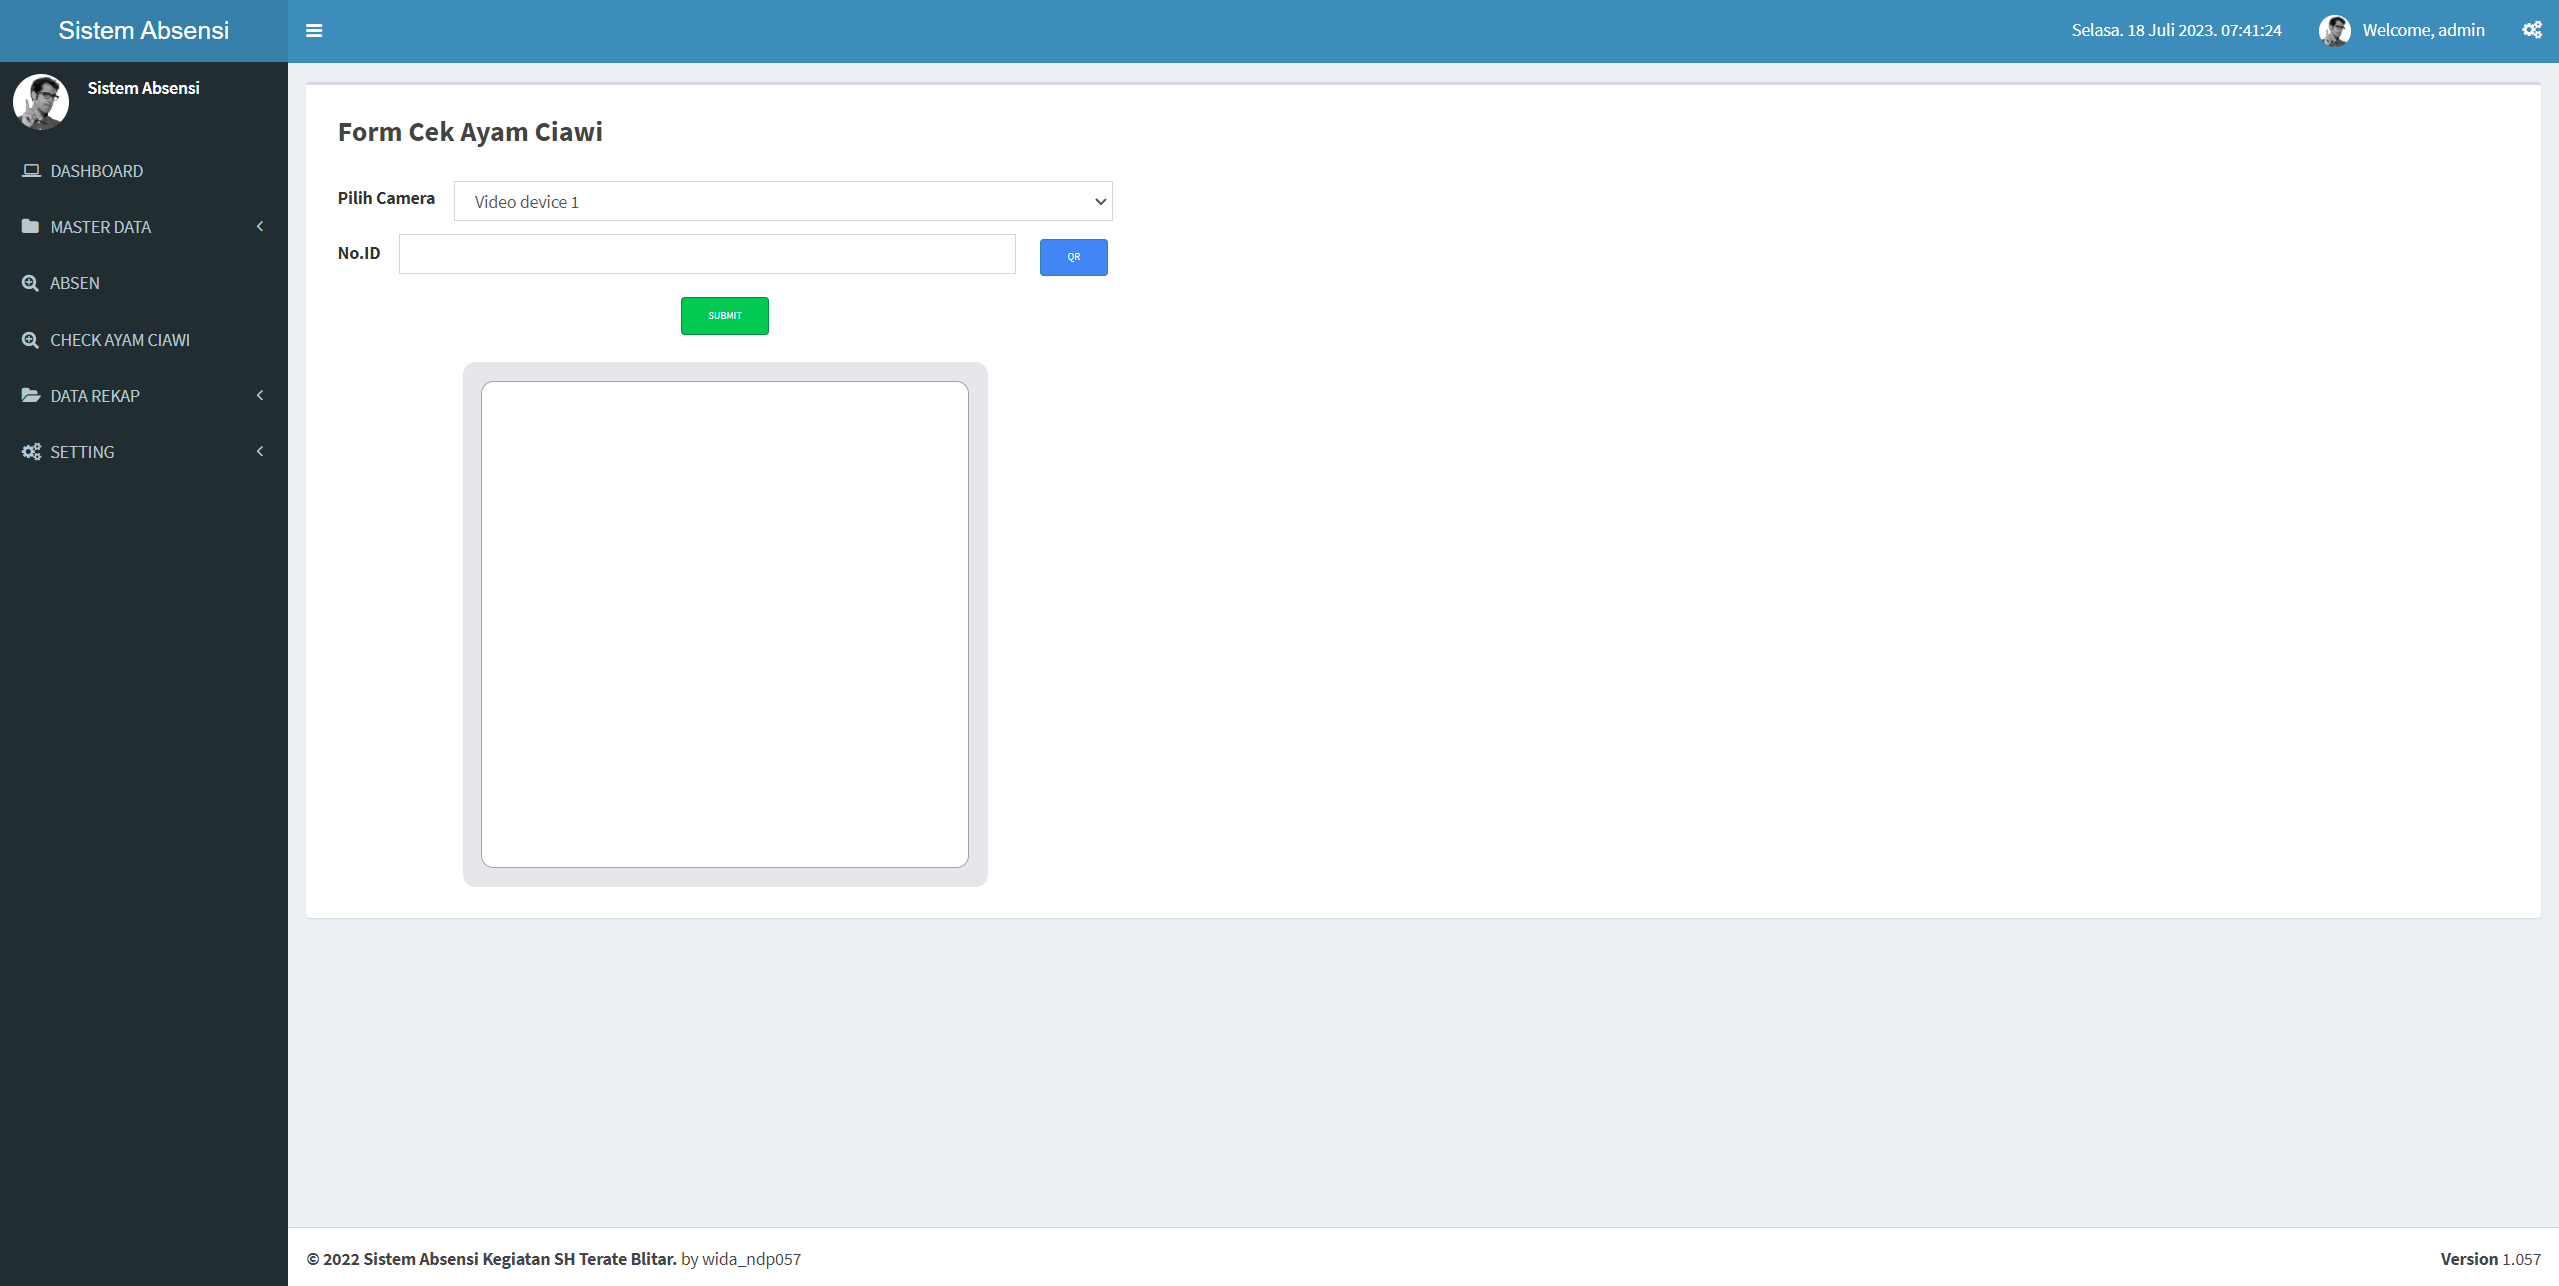 Sistem Absensi
Selasa. 18 Juli 2023. 07:41:24
Welcome, admin
Sistem Absensi
DASHBOARD
MASTER DATA
ABSEN
CHECK AYAM CIAWI
DATA REKAP
SETTING
Form Cek Ayam Ciawi
Pilih Camera
Video device 1
No.ID
QR
SUBMIT
© 2022 Sistem Absensi Kegiatan SH Terate Blitar. by wida_ndp057
Version 1.057